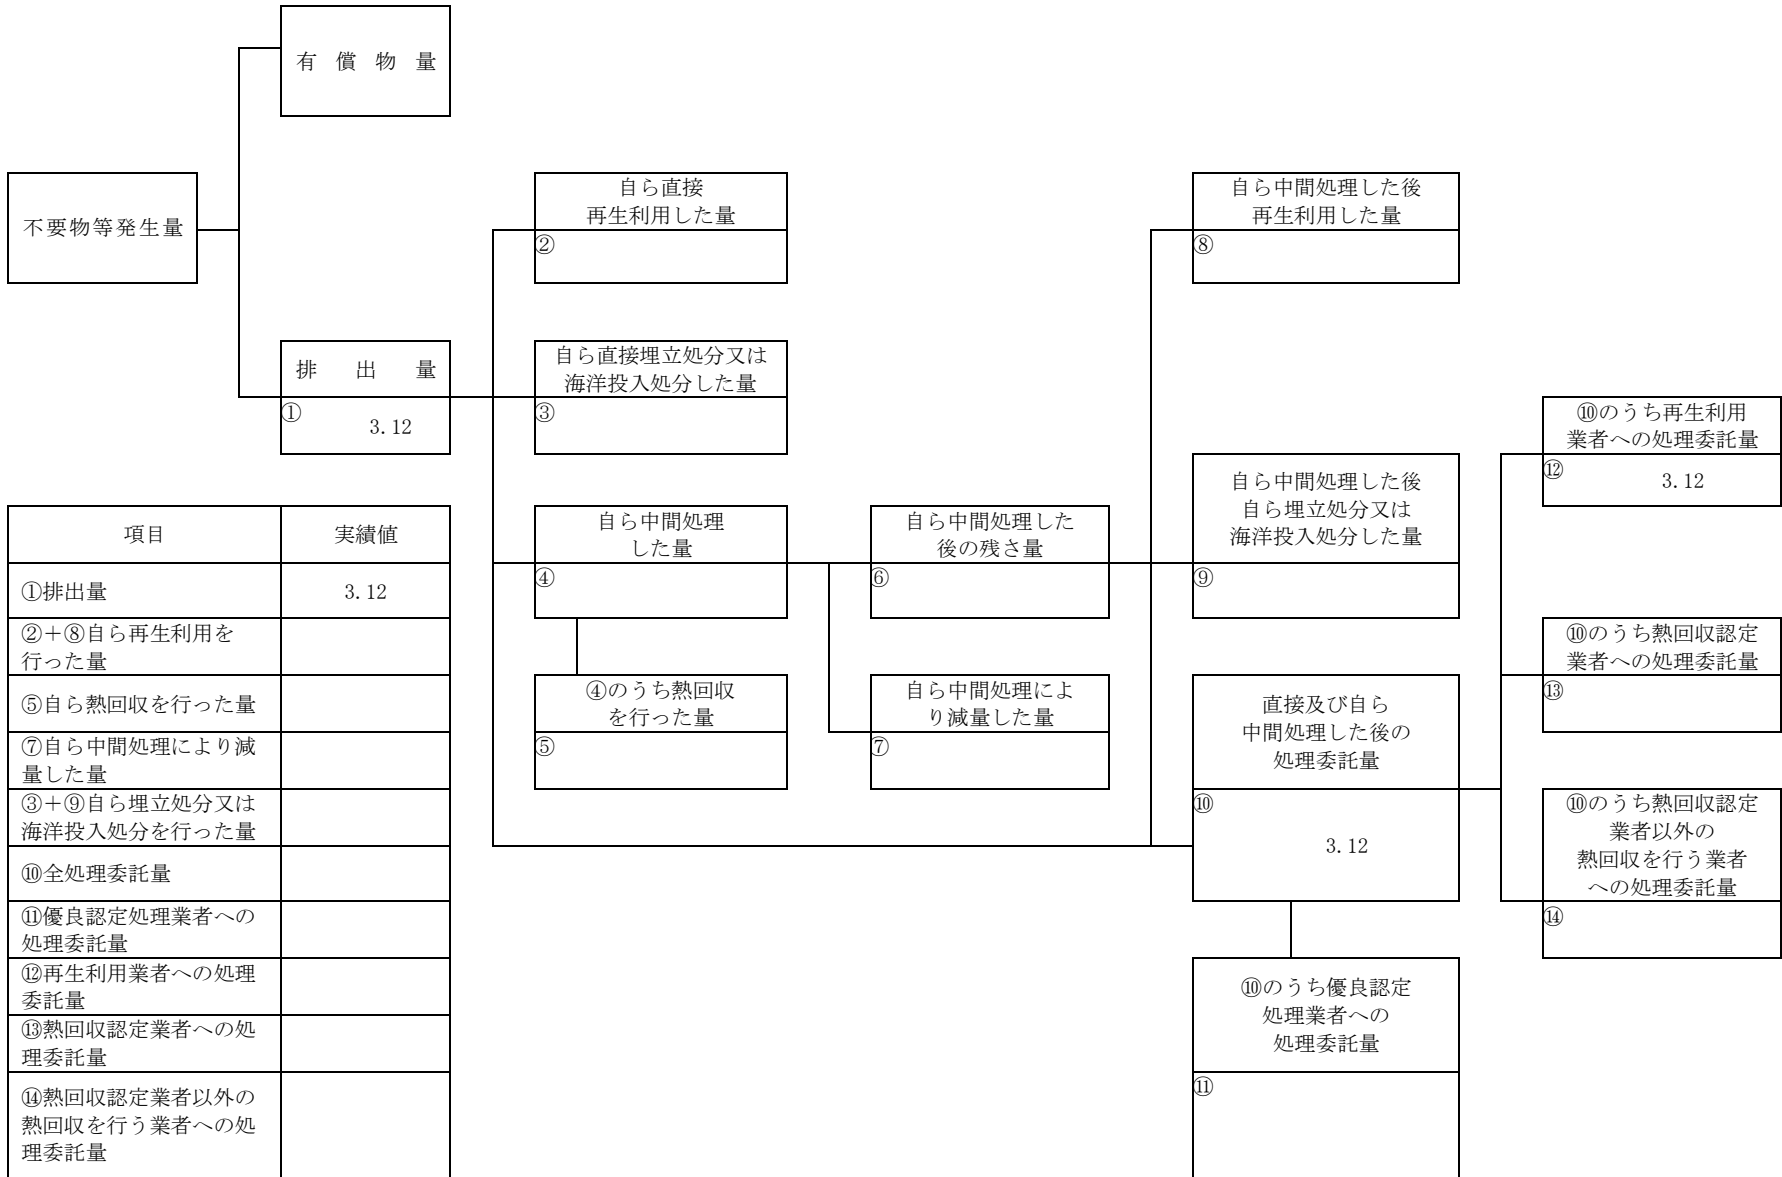 有　償　物　量
不要物等発生量
自ら直接
再生利用した量
②
自ら中間処理した後
再生利用した量
⑧
排　出　量
①
3.12
自ら直接埋立処分又は
海洋投入処分した量
③
⑩のうち再生利用
業者への処理委託量
⑫
3.12
自ら中間処理
した量
④
自ら中間処理した
後の残さ量
⑥
自ら中間処理した後
自ら埋立処分又は
海洋投入処分した量
⑨
⑩のうち熱回収認定
業者への処理委託量
⑬
④のうち熱回収
を行った量
⑤
自ら中間処理によ
り減量した量
⑦
直接及び自ら
中間処理した後の
処理委託量
⑩
3.12
⑩のうち熱回収認定
業者以外の
熱回収を行う業者
への処理委託量
⑭
⑩のうち優良認定
処理業者への
処理委託量
⑪
項目
実績値
①排出量
3.12
②＋⑧自ら再生利用を
行った量
⑤自ら熱回収を行った量
⑦自ら中間処理により減
量した量
③＋⑨自ら埋立処分又は
海洋投入処分を行った量
⑩全処理委託量
⑪優良認定処理業者への
処理委託量
⑫再生利用業者への処理
委託量
⑬熱回収認定業者への処
理委託量
⑭熱回収認定業者以外の
熱回収を行う業者への処
理委託量